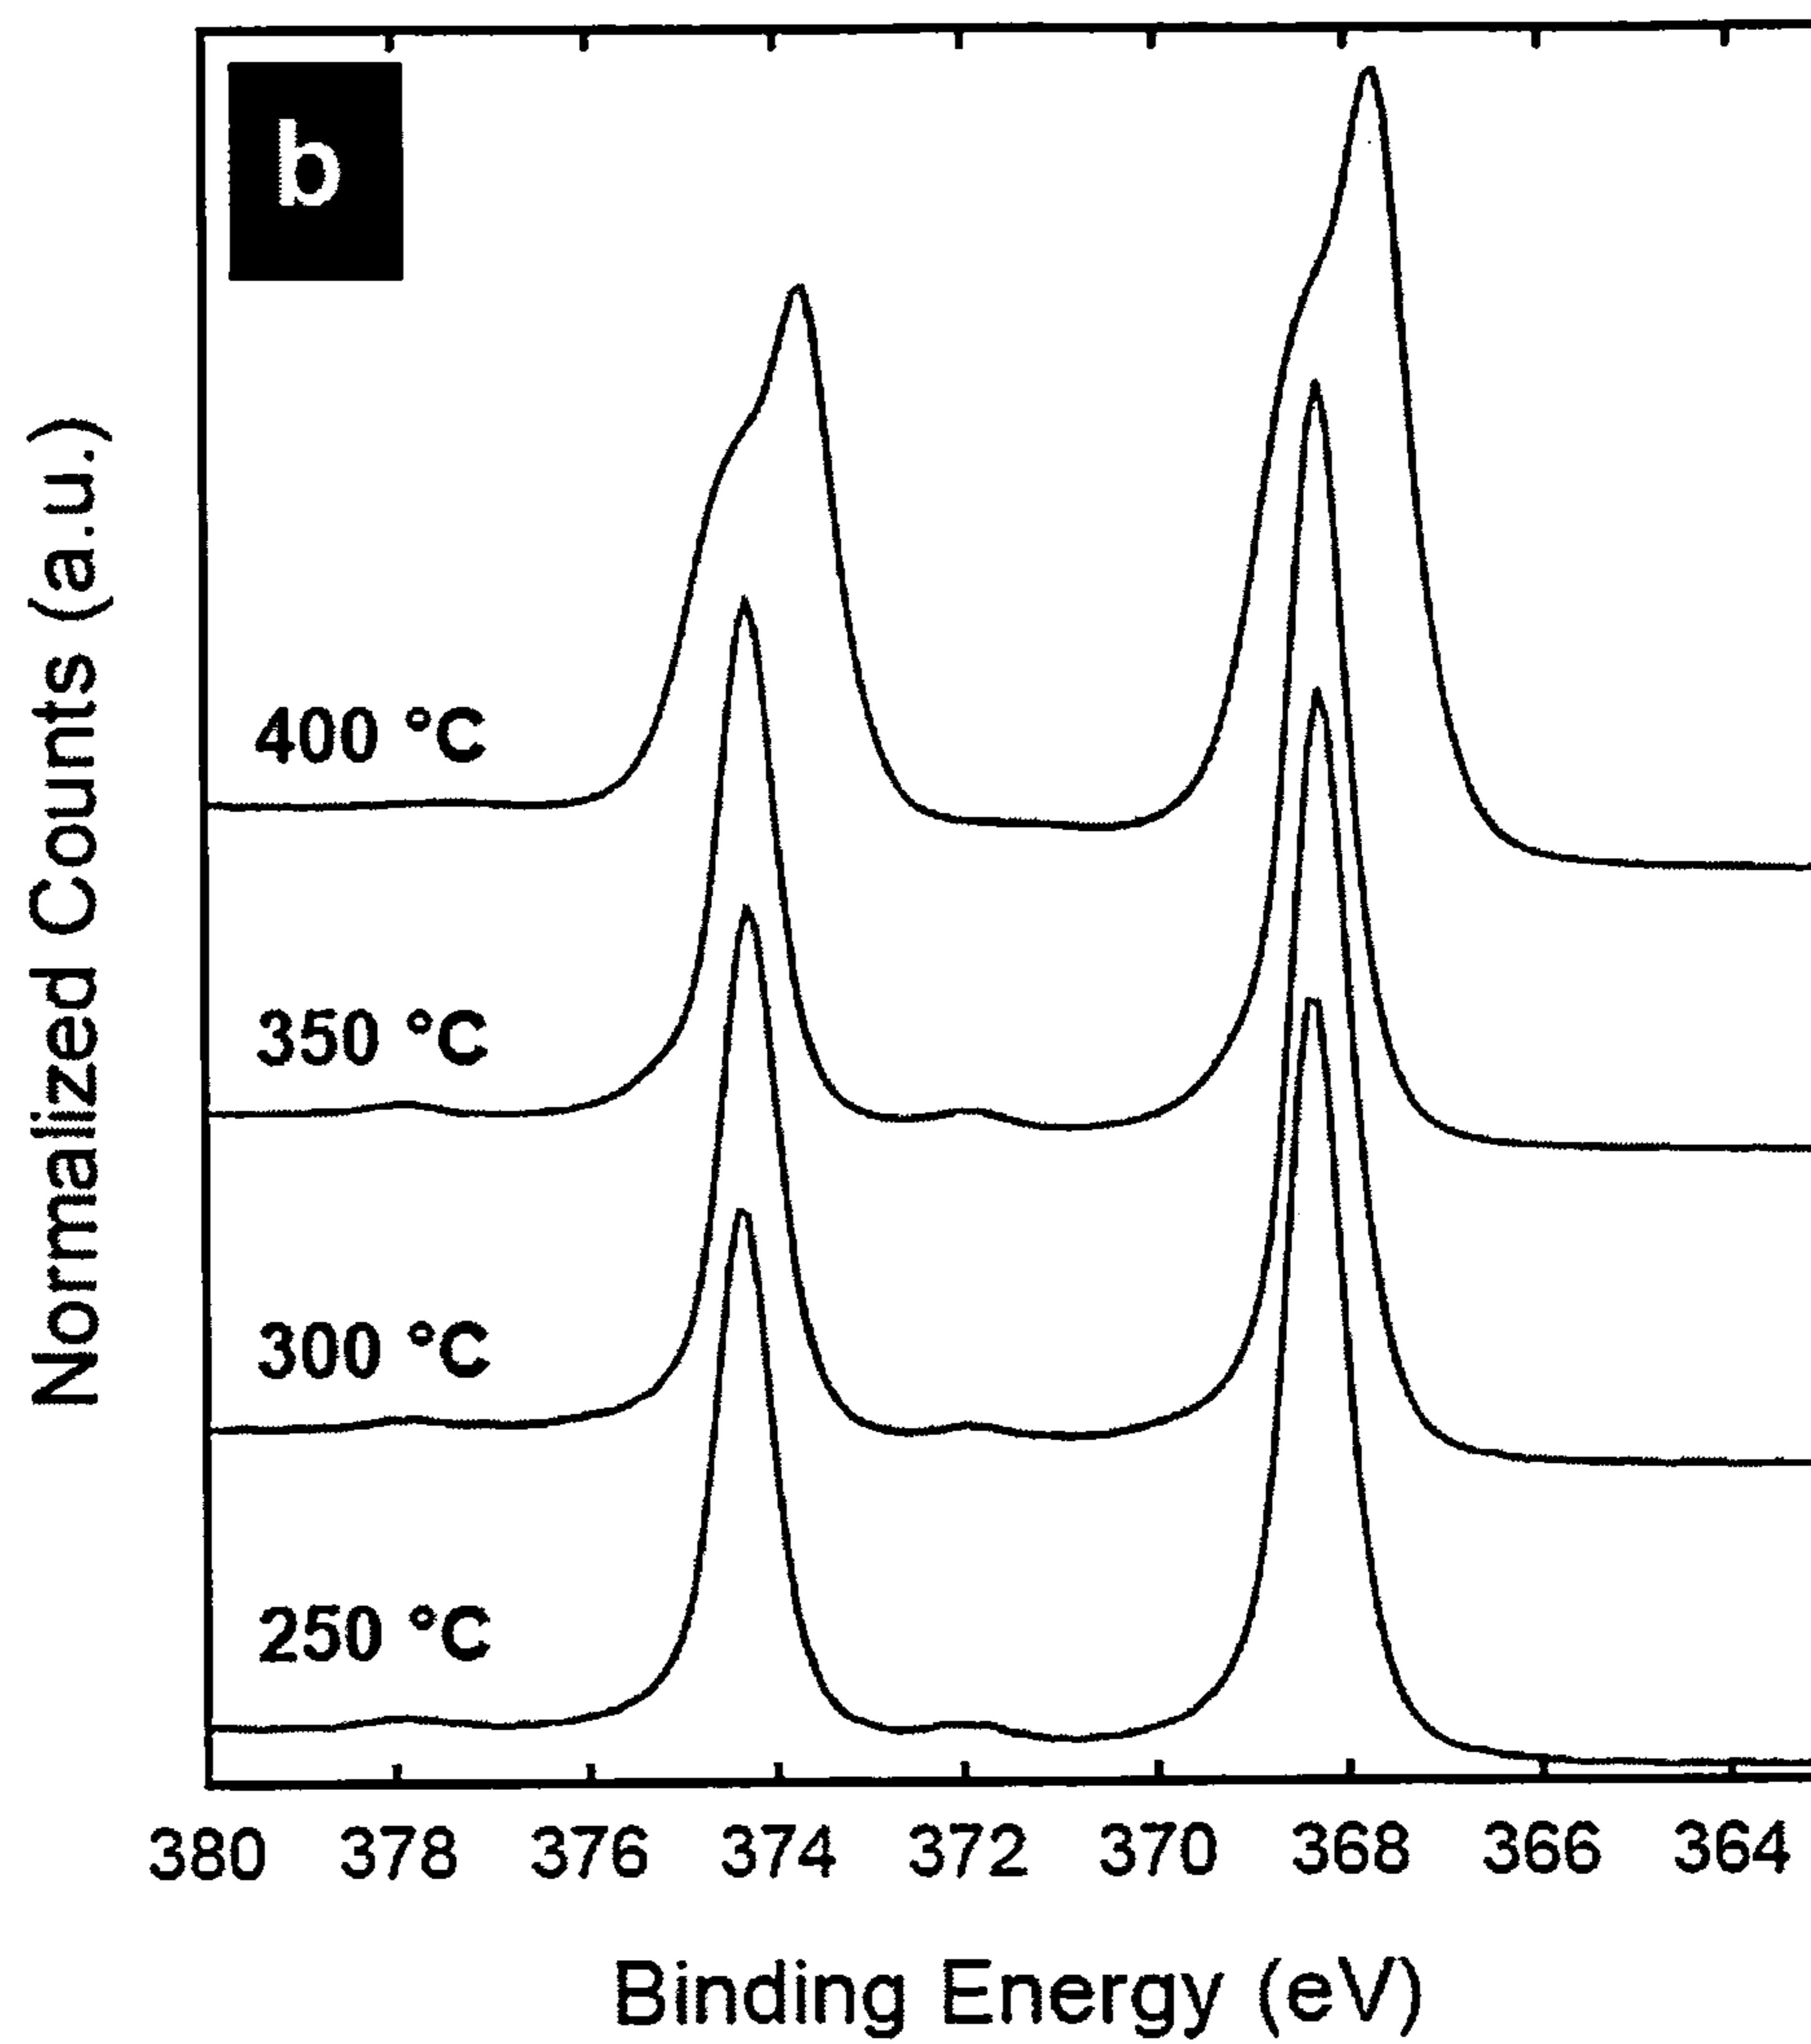 b
Normalized Counts (a.u.)
400 °C
350 °C
300 °C
250 °C
380 378 376 374 372 370 368 366 364
Binding Energy (eV)